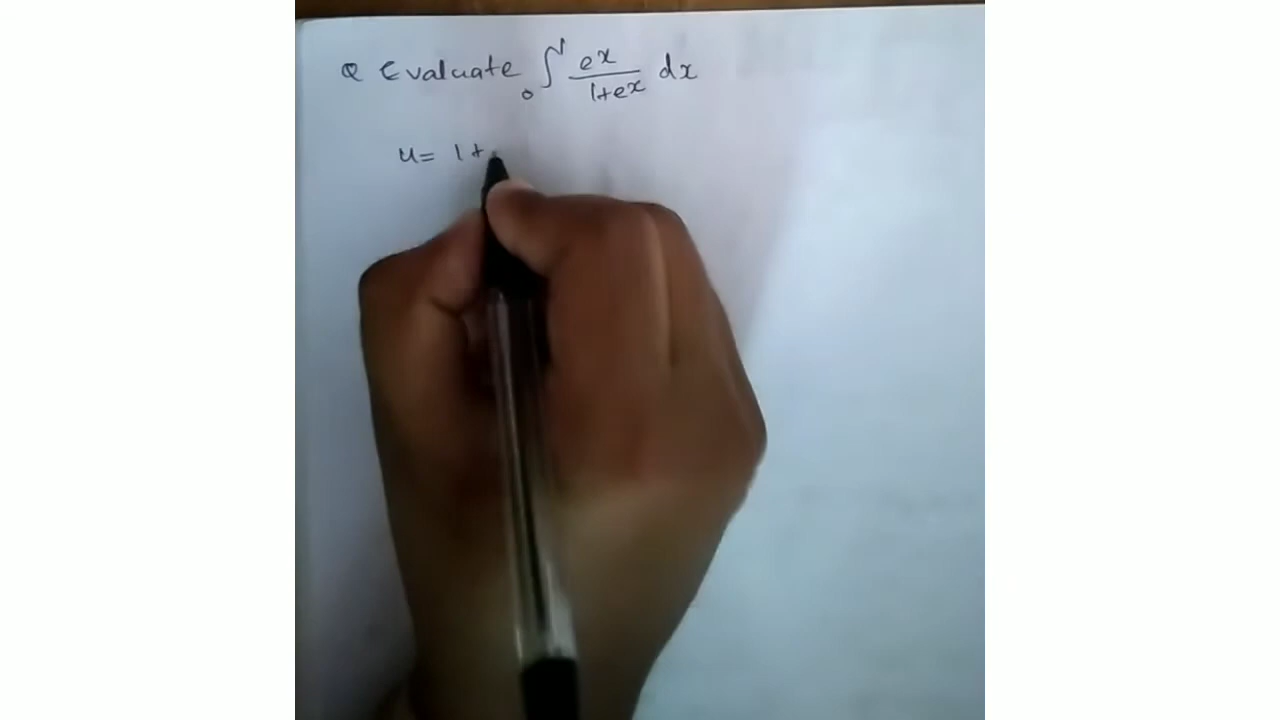 Q Evaluate ∫₀¹ eˣ/(1+eˣ) dx
u= 1+